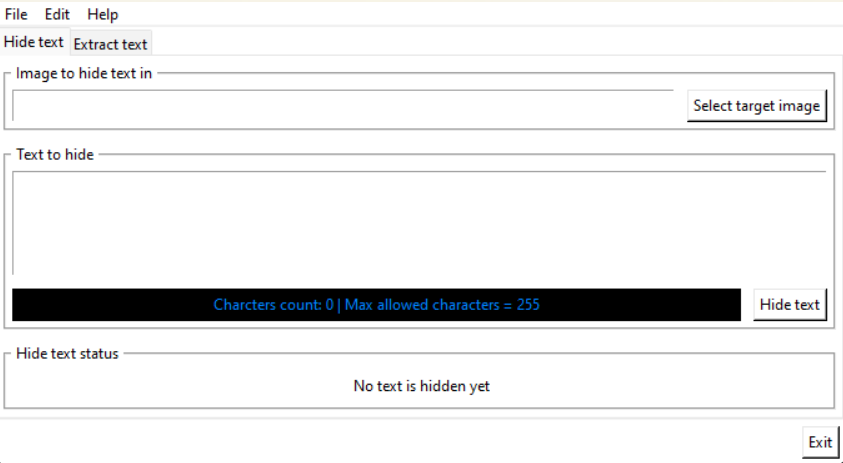 File Edit Help
Hide text Extract text
Image to hide text in
Select target image
Text to hide
Charcters count: 0 | Max allowed characters = 255
Hide text
Hide text status
No text is hidden yet
Exit